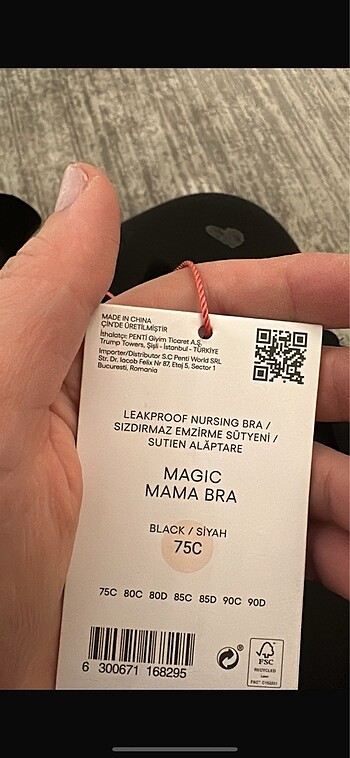 MADE IN CHINA
ÇİN'DE ÜRETİLMİŞTİR
İthalatçı: PENTİ Giyim Ticaret A.Ş.
Trump Towers, Şişli - İstanbul - TÜRKİYE
Importer/Distributor S.C Penti World SRL
Str. Dr. Iacob Felix Nr 87, Etaj 5, Sector 1
Bucuresti, Romania
LEAKPROOF NURSING BRA /
SIZDIRMAZ EMZİRME SÜTYENİ /
SUTIEN ALĂPTARE
MAGIC
MAMA BRA
BLACK / SİYAH
75C
75C 80C 80D 85C 85D 90C 90D
6 300671 168295
®
FSC
RECYCLED